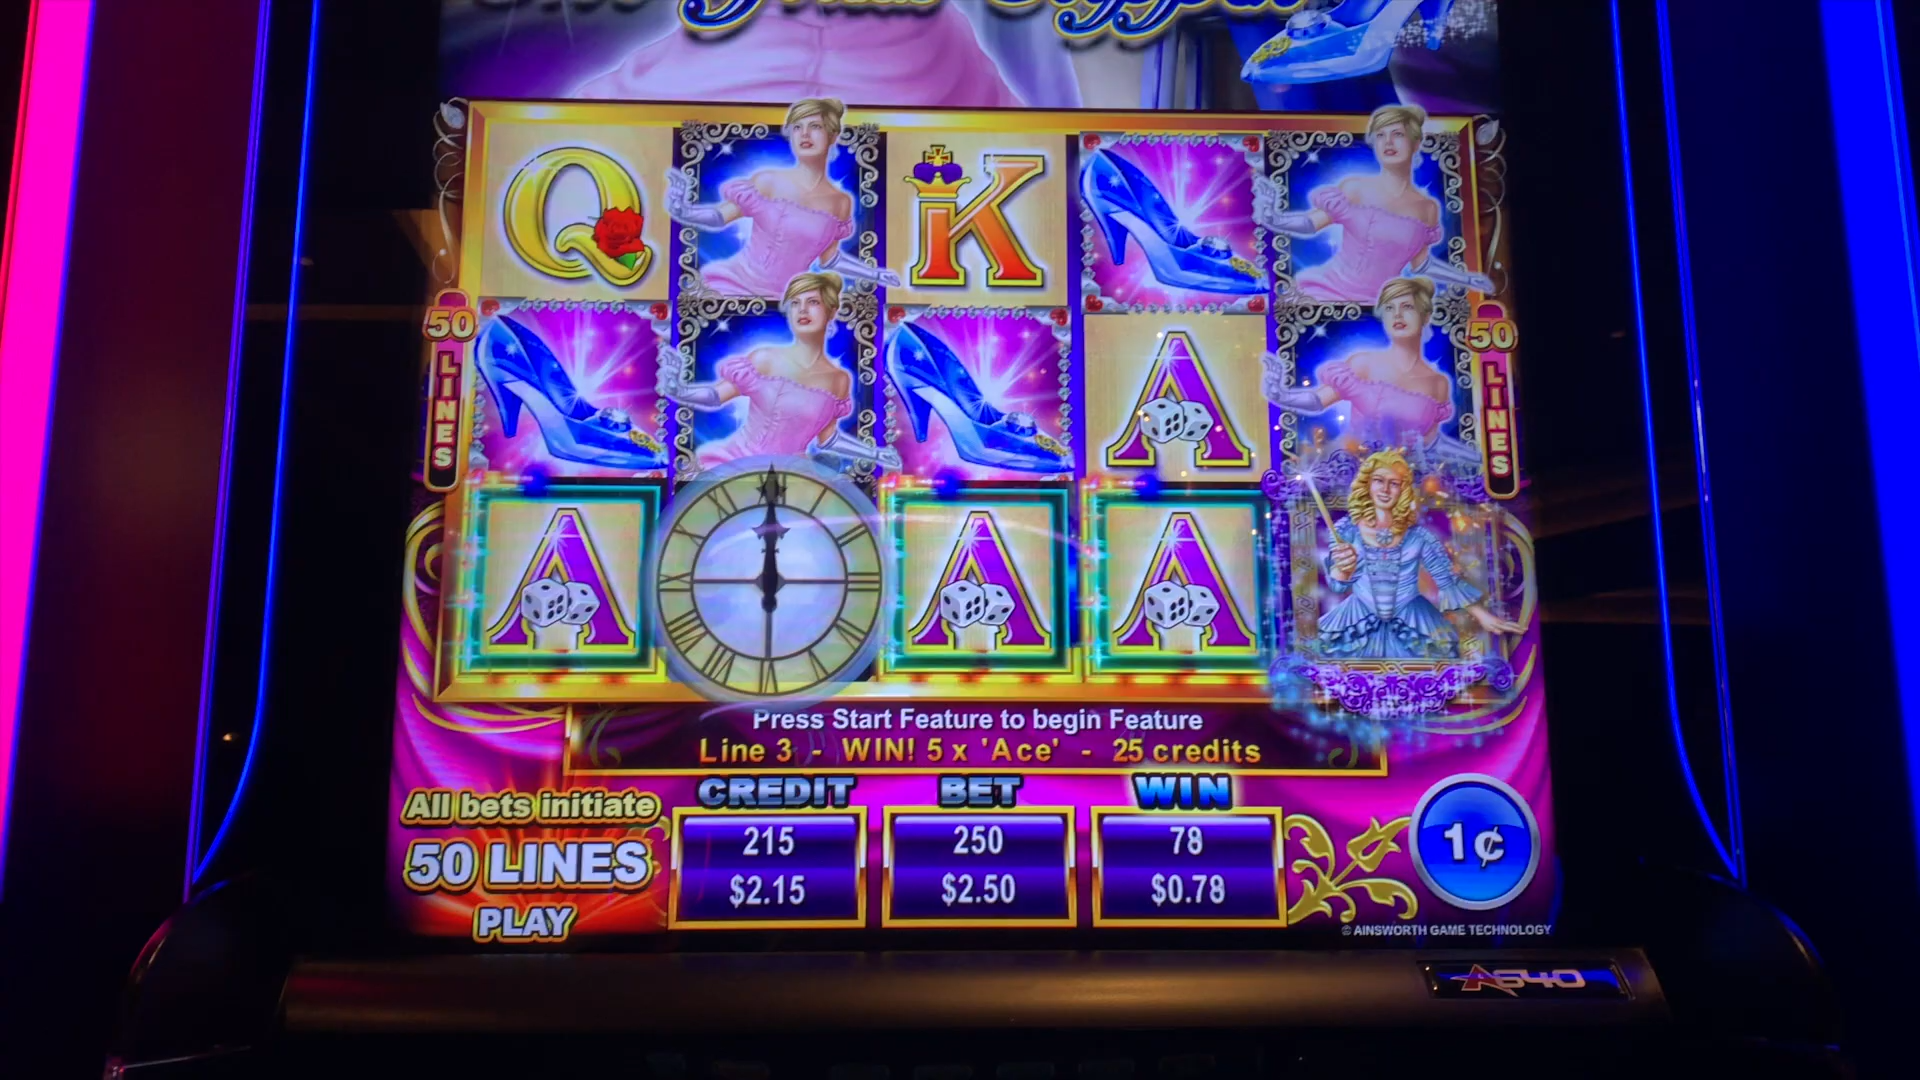 Q
K
50
LINES
A
50
LINES
A
A
A
XII
Press Start Feature to begin Feature
Line 3 - WIN! 5 x 'Ace' - 25 credits
All bets initiate
50 LINES
PLAY
CREDIT
215
$2.15
BET
250
$2.50
WIN
78
$0.78
1¢
© AINSWORTH GAME TECHNOLOGY
A640